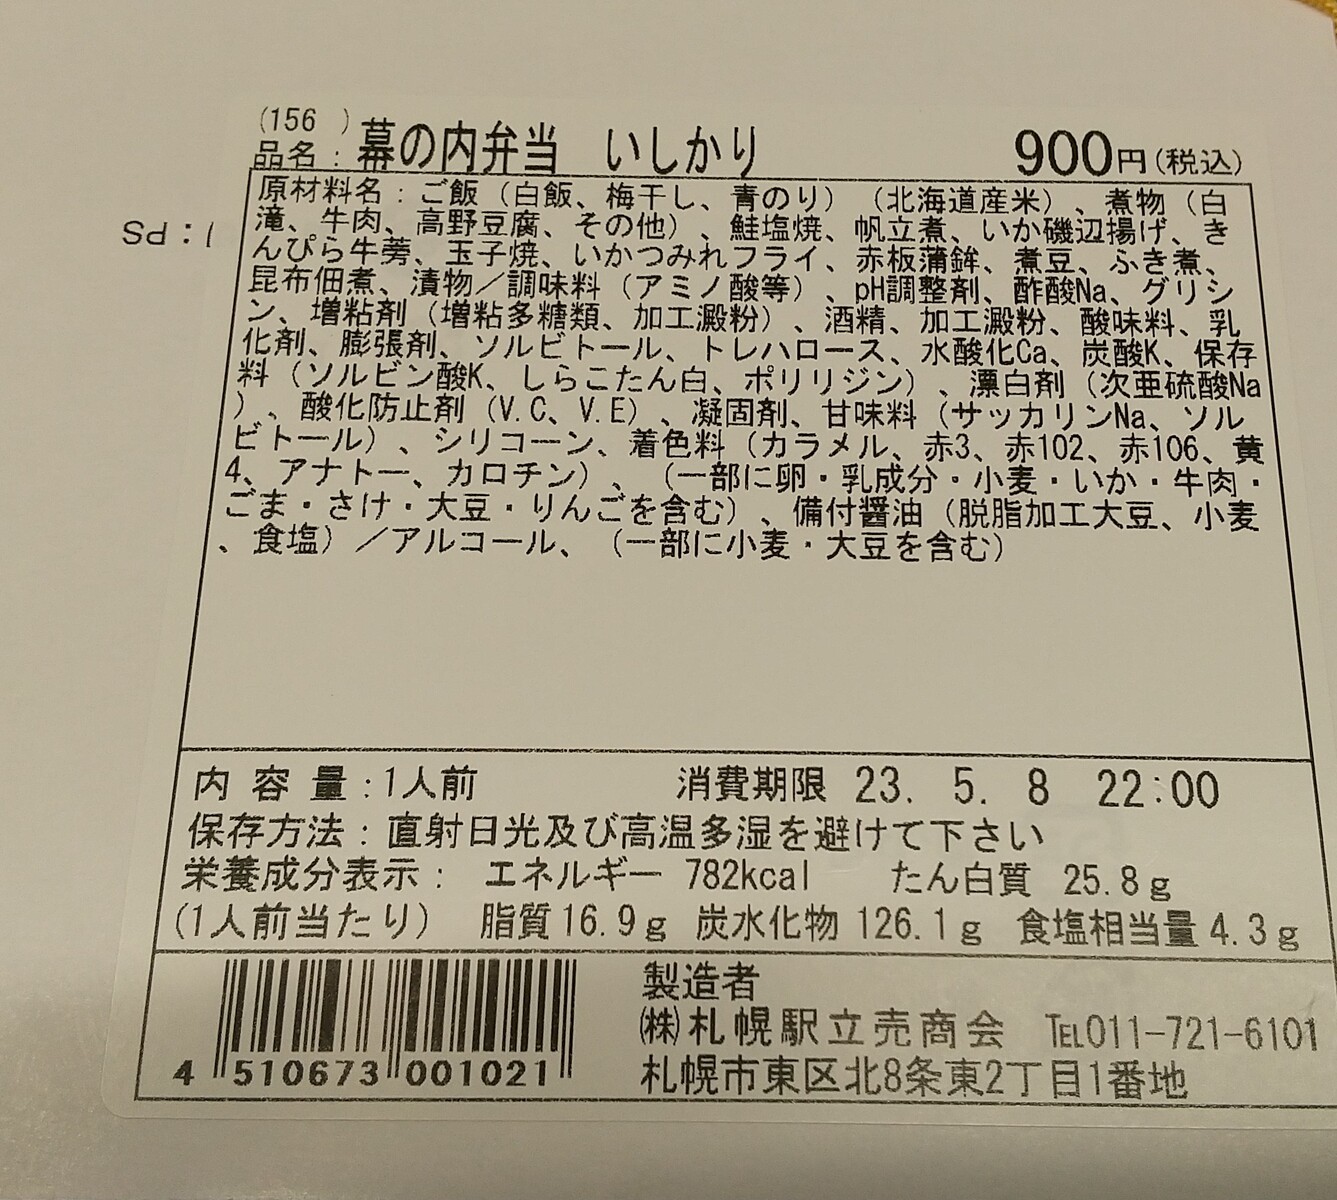 (156 )
品名:幕の内弁当 いしかり 900円(税込)
原材料名:ご飯(白飯、梅干し、青のり)(北海道産米)、煮物(白
滝、牛肉、高野豆腐、その他)、鮭塩焼、帆立煮、いか磯辺揚げ、き
んぴら牛蒡、玉子焼、いかつみれフライ、赤板蒲鉾、煮豆、ふき煮、
昆布佃煮、漬物/調味料(アミノ酸等)、pH調整剤、酢酸Na、グリシ
ン、増粘剤(増粘多糖類、加工澱粉)、酒精、加工澱粉、酸味料、乳
化剤、膨張剤、ソルビトール、トレハロース、水酸化Ca、炭酸K、保存
料(ソルビン酸K、しらこたん白、ポリリジン)、漂白剤(次亜硫酸Na
)、酸化防止剤(V.C、V.E)、凝固剤、甘味料(サッカリンNa、ソル
ビトール)、シリコーン、着色料(カラメル、赤3、赤102、赤106、黄
4、アナトー、カロチン)、(一部に卵・乳成分・小麦・いか・牛肉・
ごま・さけ・大豆・りんごを含む)、備付醤油(脱脂加工大豆、小麦
、食塩)/アルコール、(一部に小麦・大豆を含む)
内容量:1人前 消費期限 23. 5. 8 22:00
保存方法:直射日光及び高温多湿を避けて下さい
栄養成分表示: エネルギー 782kcal たん白質 25.8g
(1人前当たり) 脂質16.9g 炭水化物126.1g 食塩相当量4.3g
製造者
㈱札幌駅立売商会 ℡011-721-6101
札幌市東区北8条東2丁目1番地
4 510673 001021